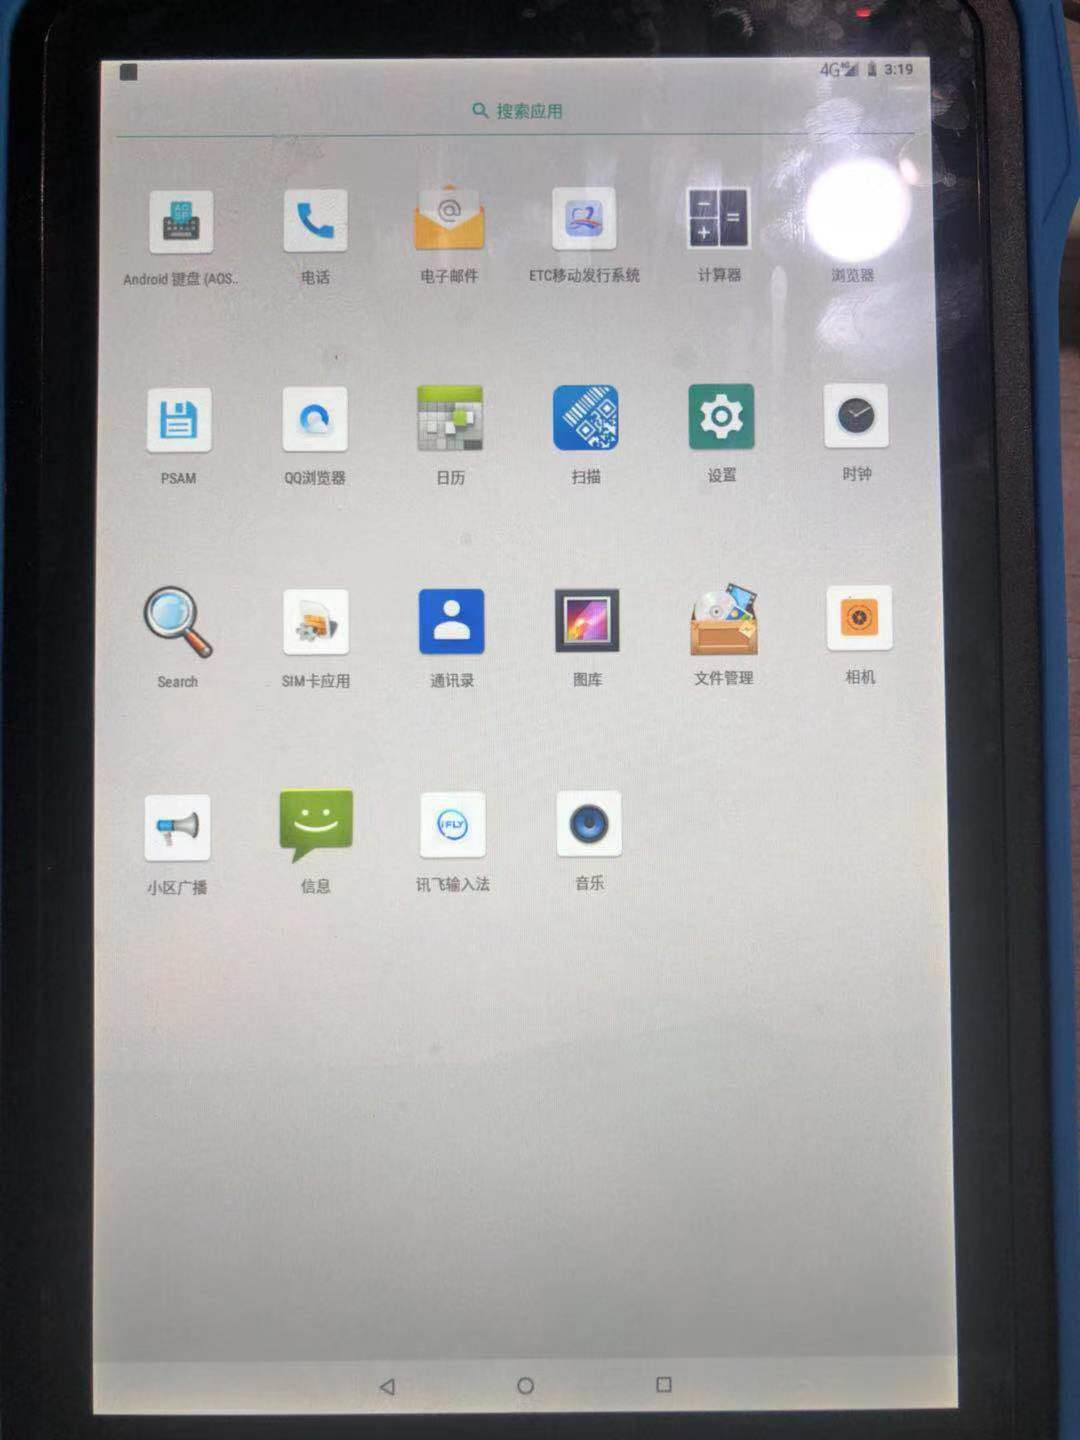 4G 4G 3:19
搜索应用
AO
SP
@
Android 键盘 (AOS..
电话
电子邮件
ETC移动发行系统
计算器
浏览器
PSAM
QQ浏览器
日历
扫描
设置
时钟
Search
SIM卡应用
通讯录
图库
文件管理
相机
iFLY
小区广播
信息
讯飞输入法
音乐